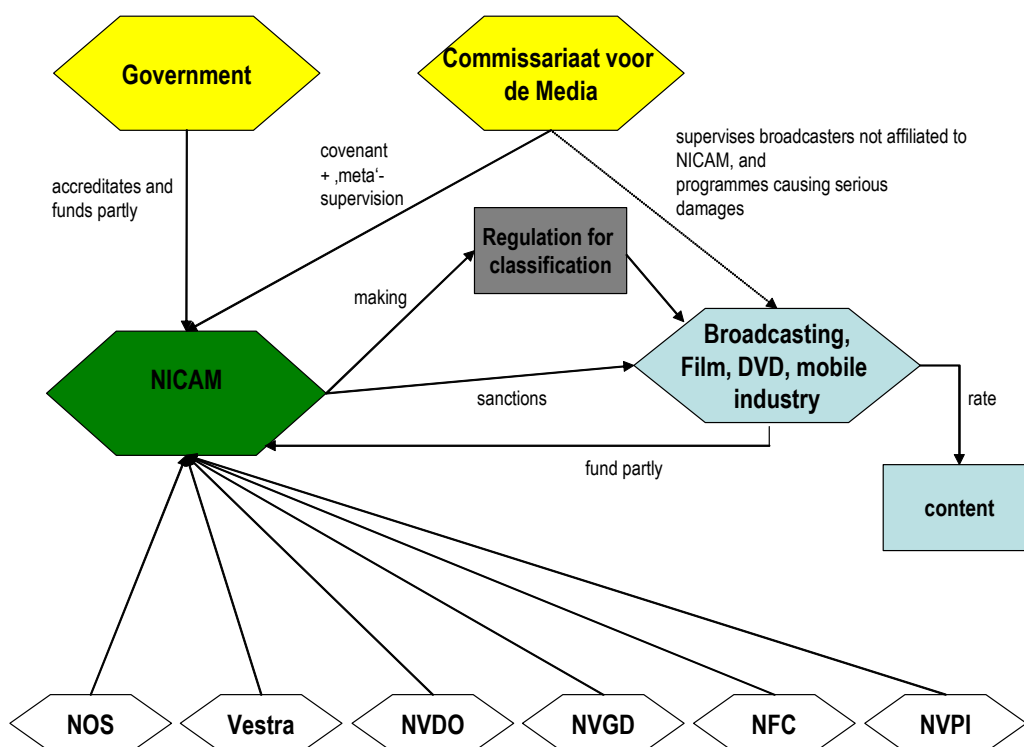 Government
Commissariaat voor
de Media
accreditates and
funds partly
covenant
+ ‚meta‘-
supervision
supervises broadcasters not affiliated to
NICAM, and
programmes causing serious
damages
Regulation for
classification
making
NICAM
Broadcasting,
Film, DVD, mobile
industry
sanctions
rate
fund partly
content
NOS
Vestra
NVDO
NVGD
NFC
NVPI